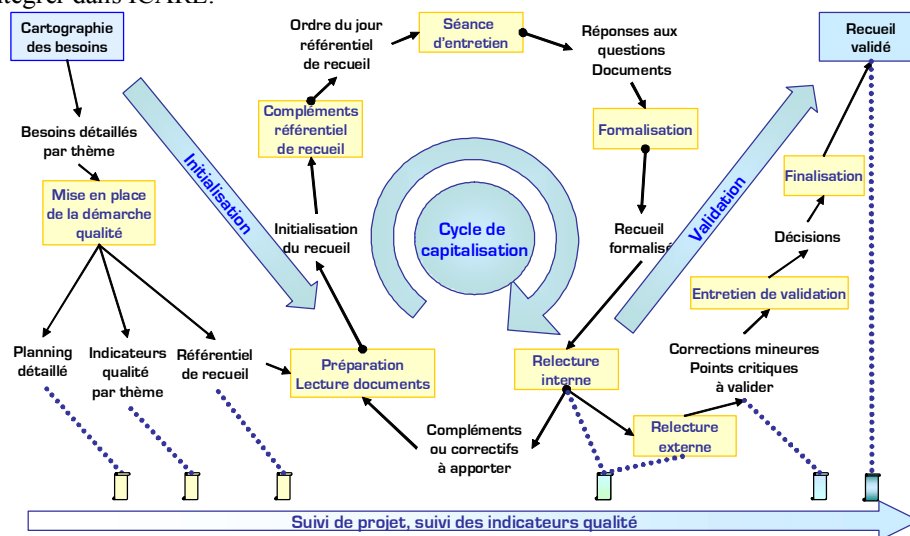 intégrer dans ICARE.
Cartographie
des besoins
Ordre du jour
référentiel
de recueil
Séance
d'entretien
Réponses aux
questions
Documents
Recueil
validé
Compléments
référentiel
de recueil
Formalisation
Besoins détaillés
par thème
Initialisation
Validation
Finalisation
Mise en place
de la démarche
qualité
Initialisation
du recueil
Cycle de
capitalisation
Recueil
formalisé
Décisions
Entretien de validation
Planning
détaillé
Indicateurs
qualité
par thème
Référentiel
de recueil
Préparation
Lecture documents
Relecture
interne
Corrections mineures
Points critiques
à valider
Compléments
ou correctifs
à apporter
Relecture
externe
Suivi de projet, suivi des indicateurs qualité